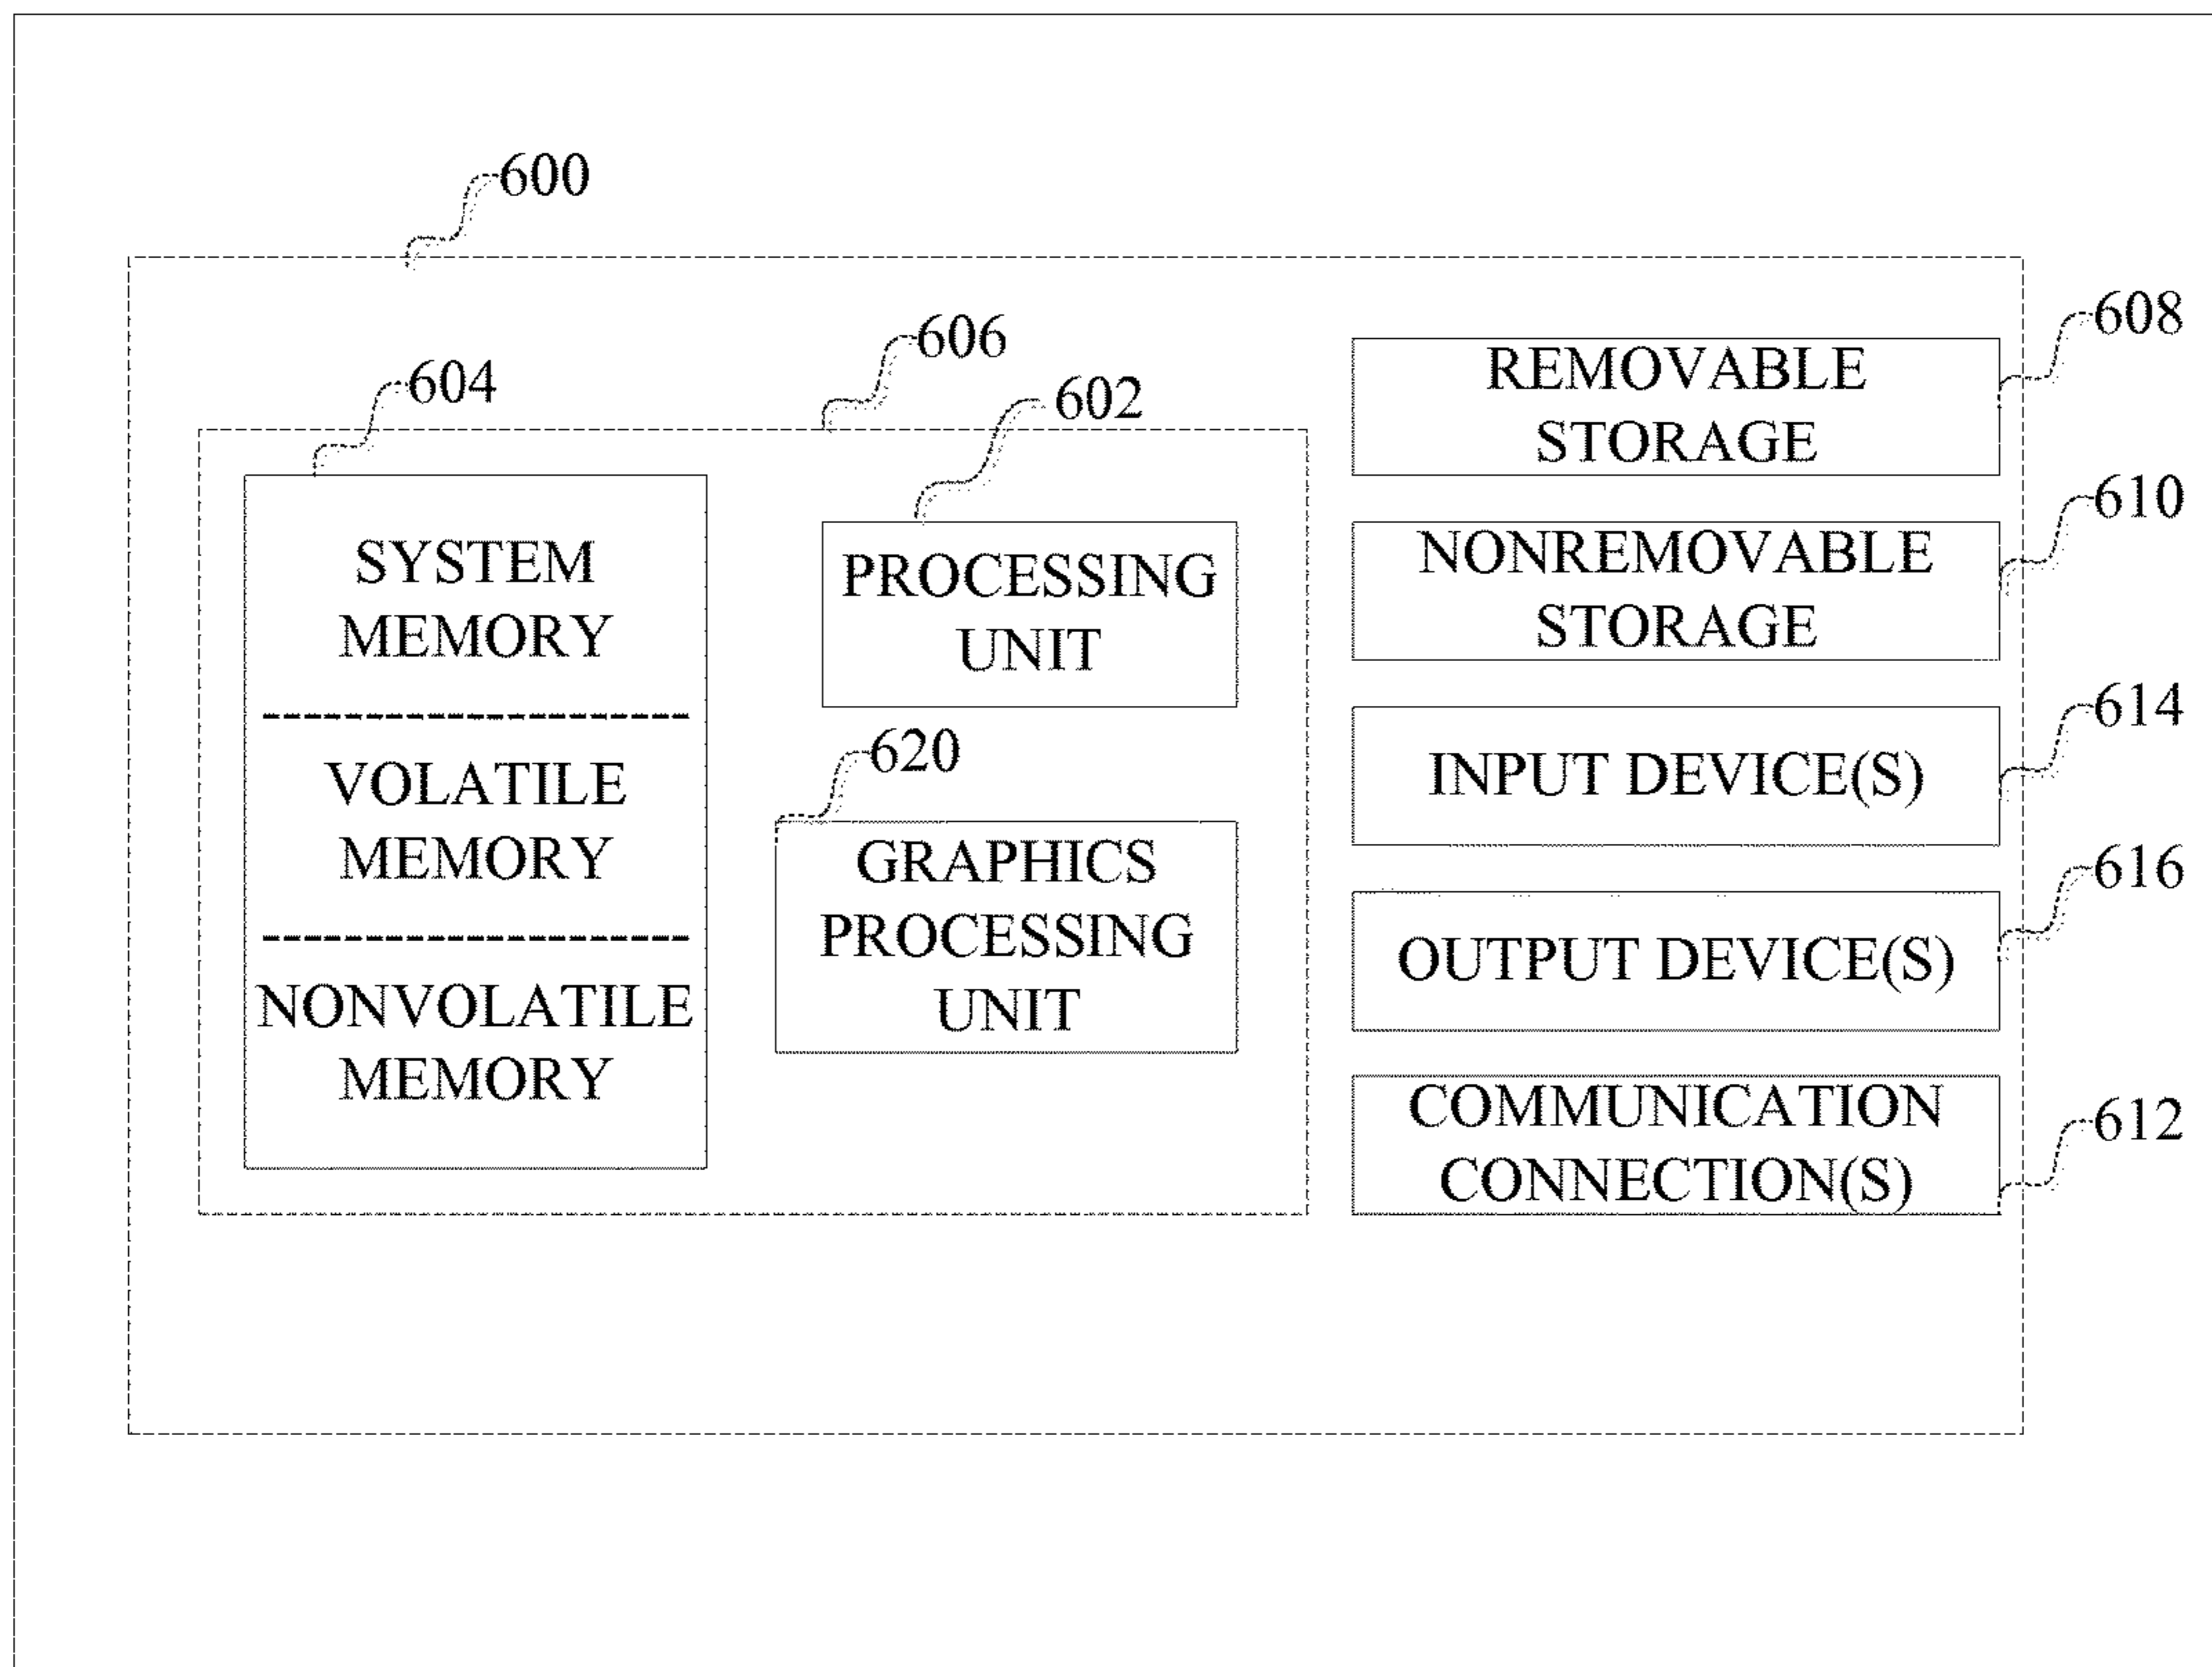 600
606
604
602
SYSTEM
MEMORY
VOLATILE
MEMORY
NONVOLATILE
MEMORY
PROCESSING
UNIT
620
GRAPHICS
PROCESSING
UNIT
608
REMOVABLE
STORAGE
610
NONREMOVABLE
STORAGE
614
INPUT DEVICE(S)
616
OUTPUT DEVICE(S)
612
COMMUNICATION
CONNECTION(S)